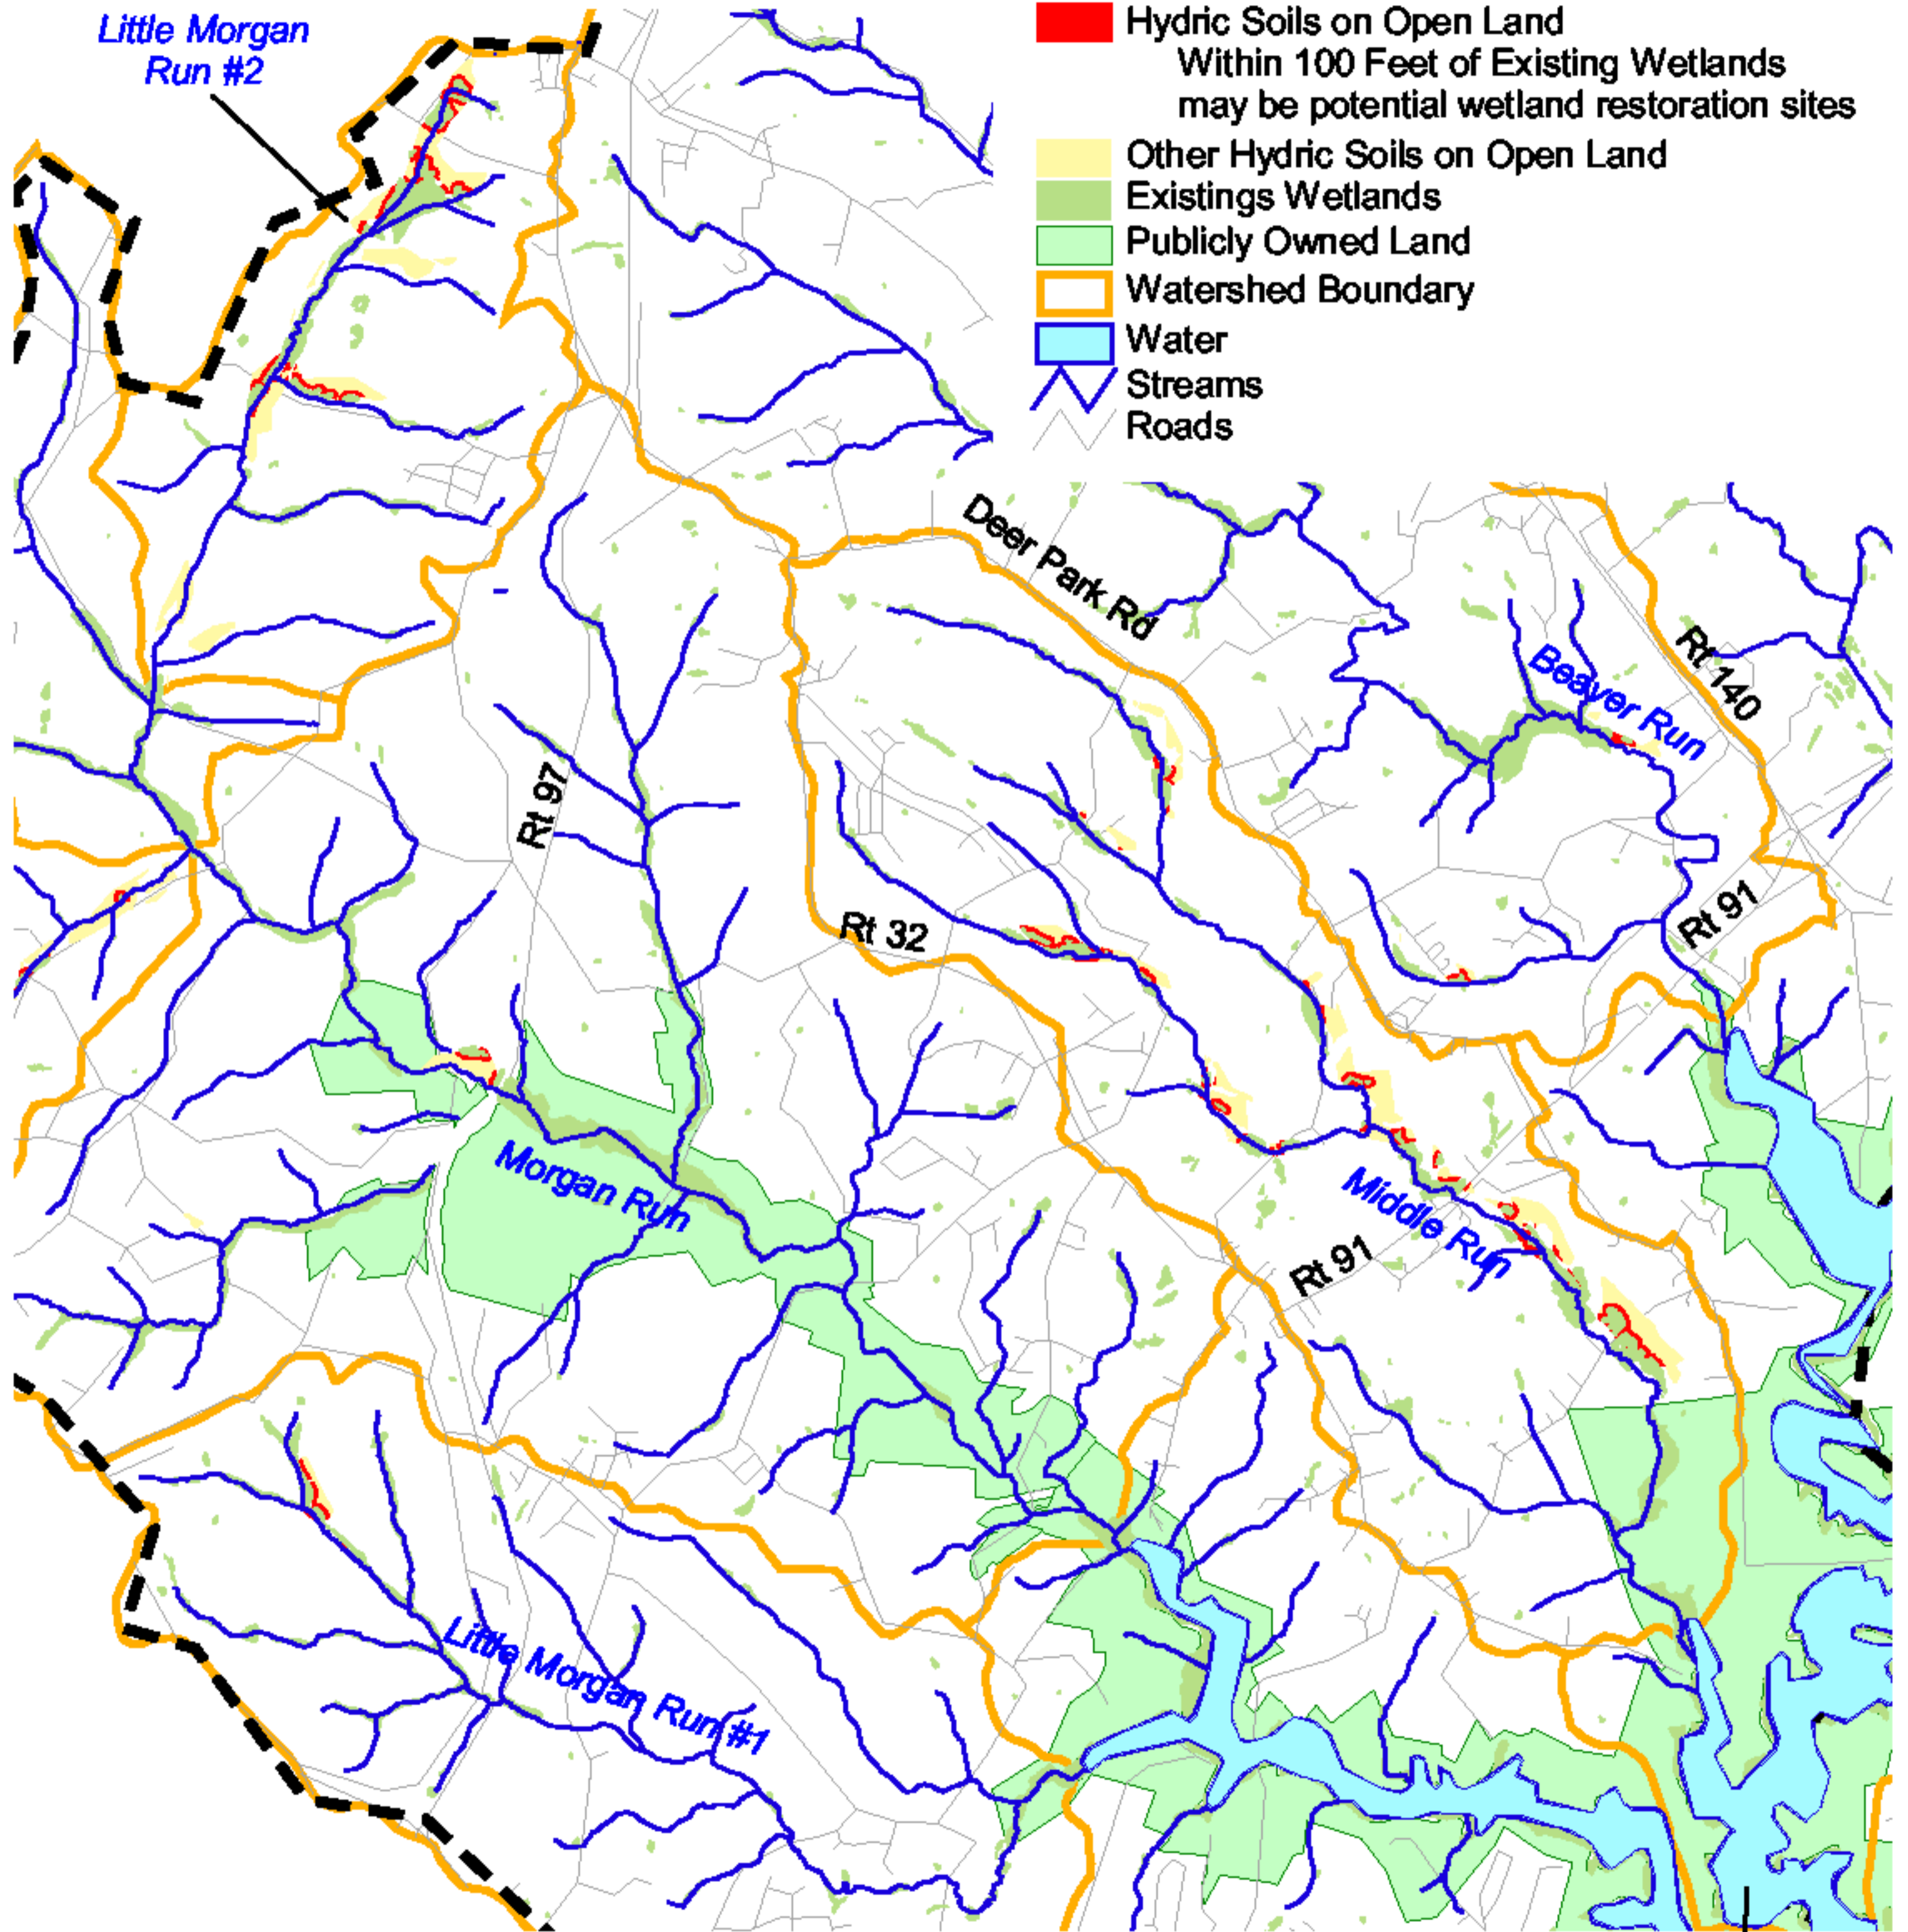 Little Morgan
Run #2
Hydric Soils on Open Land
Within 100 Feet of Existing Wetlands
may be potential wetland restoration sites
Other Hydric Soils on Open Land
Existings Wetlands
Publicly Owned Land
Watershed Boundary
Water
Streams
Roads
Deer Park Rd
Rt 140
Beaver Run
Rt 97
Rt 91
Rt 32
Morgan Run
Middle Run
Rt 91
Little Morgan Run #1